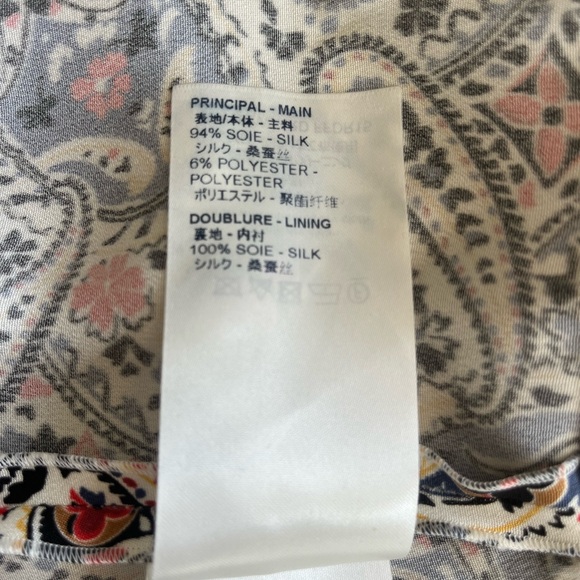 PRINCIPAL - MAIN
表地/本体 - 主料
94% SOIE - SILK
シルク - 桑蚕丝
6% POLYESTER -
POLYESTER
ポリエステル - 聚酯纤维
DOUBLURE - LINING
裏地 - 内衬
100% SOIE - SILK
シルク - 桑蚕丝